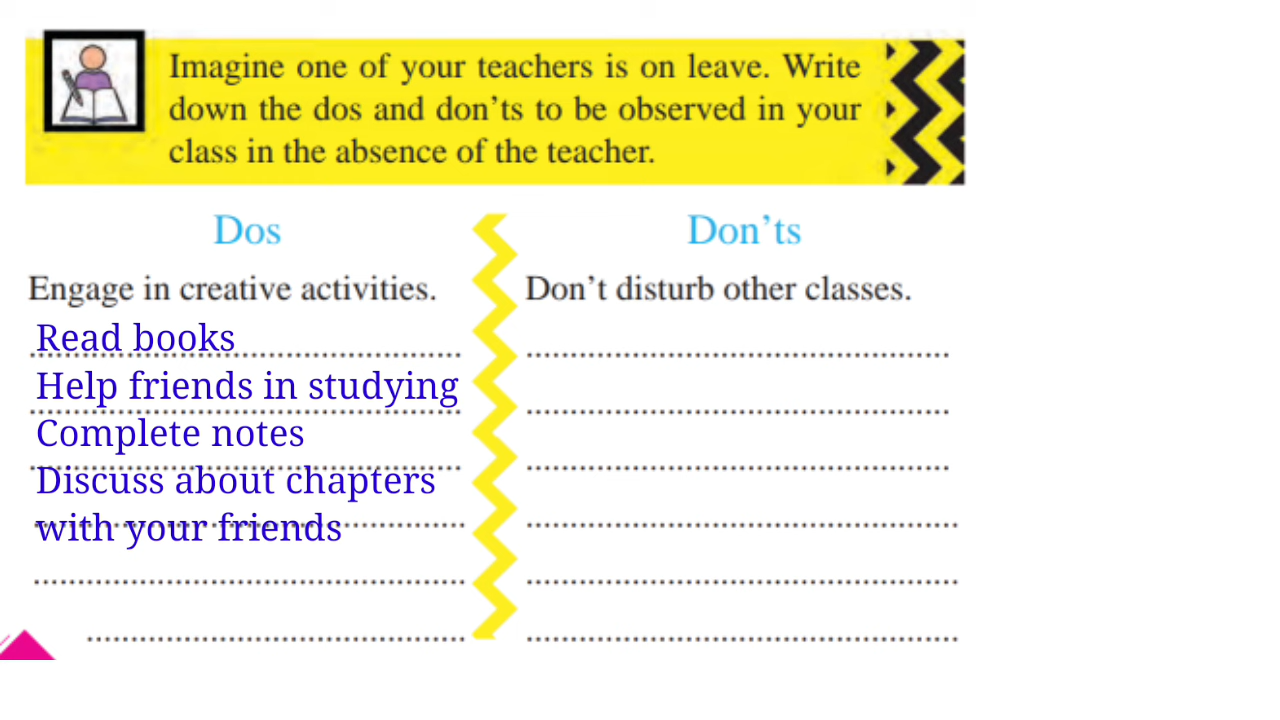 Imagine one of your teachers is on leave. Write
down the dos and don'ts to be observed in your
class in the absence of the teacher.
Dos
Engage in creative activities.
Read books
Help friends in studying
Complete notes
Discuss about chapters
with your friends
Don'ts
Don't disturb other classes.